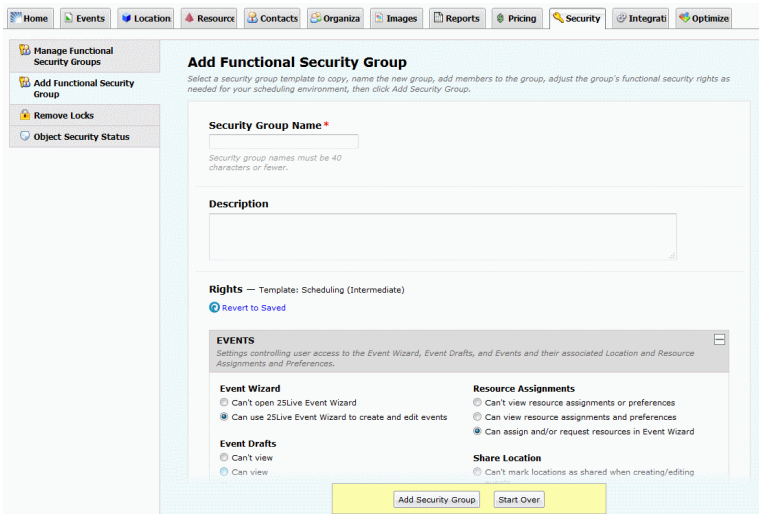 Home
Events
Location
Resource
Contacts
Organiza
Images
Reports
Pricing
Security
Integrati
Optimize
Manage Functional
Security Groups
Add Functional Security
Group
Remove Locks
Object Security Status
Add Functional Security Group
Select a security group template to copy, name the new group, add members to the group, adjust the group's functional security rights as
needed for your scheduling environment, then click Add Security Group.
Security Group Name*
Security group names must be 40
characters or fewer.
Description
Rights — Template: Scheduling (Intermediate)
Revert to Saved
EVENTS
Settings controlling user access to the Event Wizard, Event Drafts, and Events and their associated Location and Resource
Assignments and Preferences.
Event Wizard
Can't open 25Live Event Wizard
Can use 25Live Event Wizard to create and edit events
Event Drafts
Can't view
Can view
Resource Assignments
Can't view resource assignments or preferences
Can view resource assignments and preferences
Can assign and/or request resources in Event Wizard
Share Location
Can't mark locations as shared when creating/editing
Add Security Group
Start Over